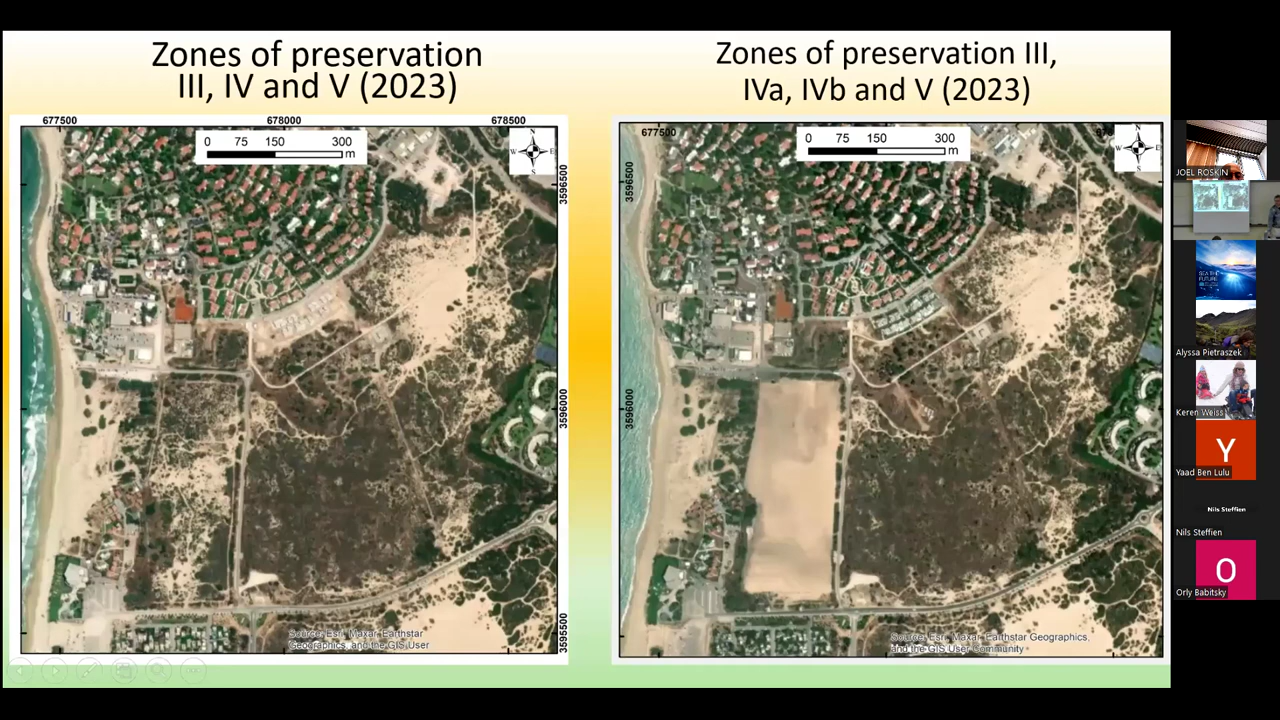 Zones of preservation
III, IV and V (2023)
677500
678000
678500
0 75 150 300
m
N
W E
S
3596500
3596000
3595500
Source: Esri, Maxar, Earthstar
Geographics, and the GIS User
Zones of preservation III,
IVa, IVb and V (2023)
677500
0 75 150 300
m
N
W E
S
3596500
3596000
Source: Esri, Maxar, Earthstar Geographics,
and the GIS User Community
JOEL ROSKIN
SEA THE
FUTURE
Alyssa Pietraszek
Keren Weiss
Y
Yaad Ben Lulu
Nils Steffien
Nils Steffien
O
Orly Babitsky